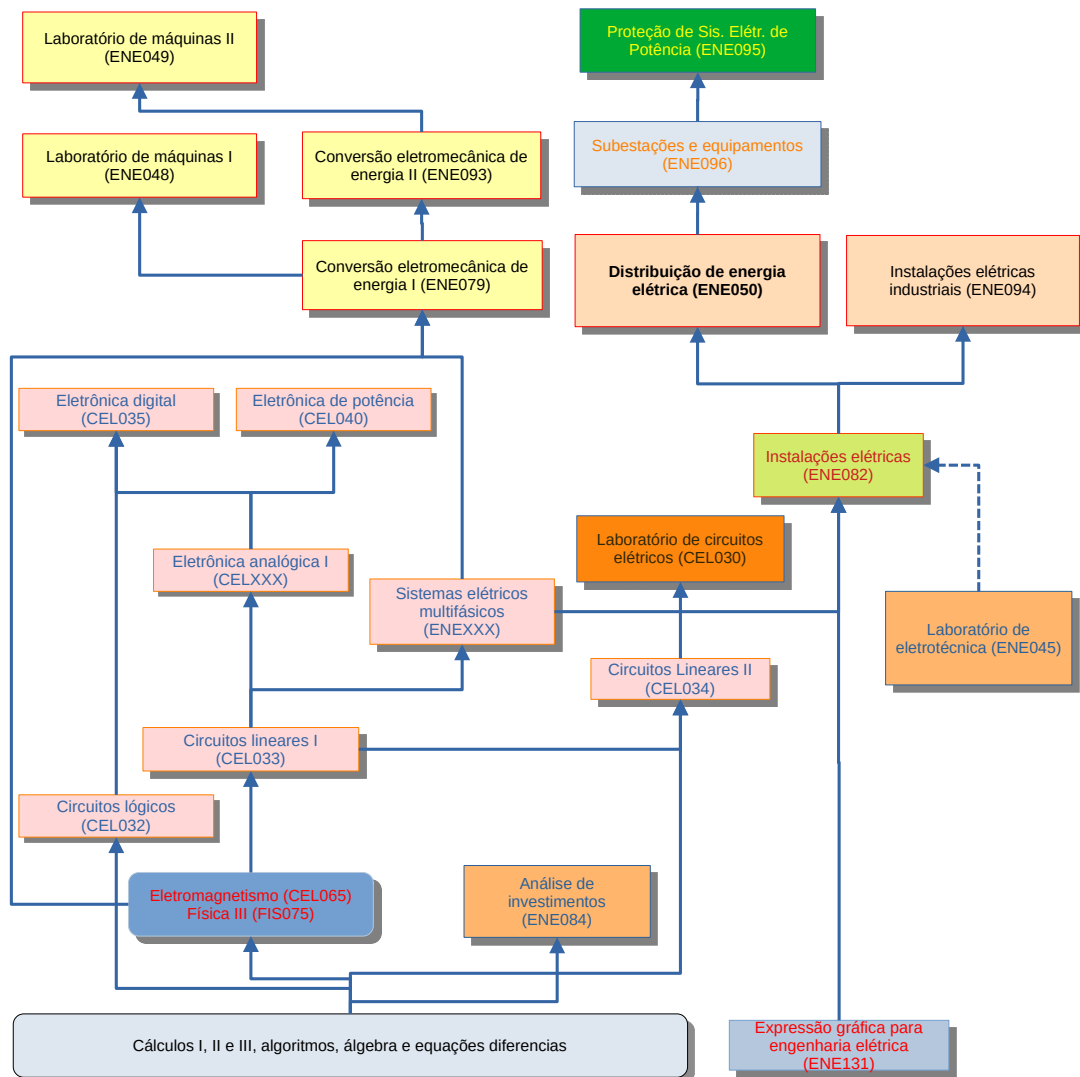 Laboratório de máquinas II
(ENE049)
Proteção de Sis. Elétr. de
Potência (ENE095)
Laboratório de máquinas I
(ENE048)
Conversão eletromecânica de
energia II (ENE093)
Subestações e equipamentos
(ENE096)
Conversão eletromecânica de
energia I (ENE079)
Distribuição de energia
elétrica (ENE050)
Instalações elétricas
industriais (ENE094)
Eletrônica digital
(CEL035)
Eletrônica de potência
(CEL040)
Instalações elétricas
(ENE082)
Eletrônica analógica I
(CELXXX)
Laboratório de circuitos
elétricos (CEL030)
Sistemas elétricos
multifásicos
(ENEXXX)
Laboratório de
eletrotécnica (ENE045)
Circuitos Lineares II
(CEL034)
Circuitos lineares I
(CEL033)
Circuitos lógicos
(CEL032)
Eletromagnetismo (CEL065)
Física III (FIS075)
Análise de
investimentos
(ENE084)
Cálculos I, II e III, algoritmos, álgebra e equações diferencias
Expressão gráfica para
engenharia elétrica
(ENE131)